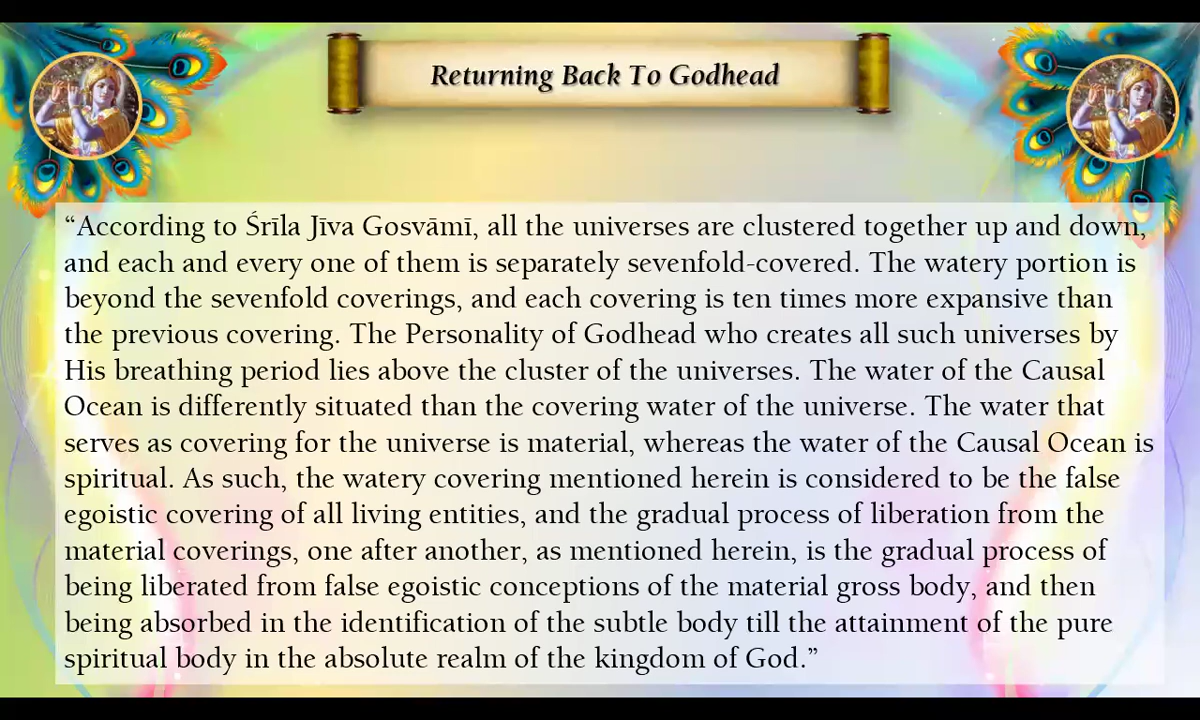 Returning Back To Godhead
“According to Śrīla Jīva Gosvāmī, all the universes are clustered together up and down,
and each and every one of them is separately sevenfold-covered. The watery portion is
beyond the sevenfold coverings, and each covering is ten times more expansive than
the previous covering. The Personality of Godhead who creates all such universes by
His breathing period lies above the cluster of the universes. The water of the Causal
Ocean is differently situated than the covering water of the universe. The water that
serves as covering for the universe is material, whereas the water of the Causal Ocean is
spiritual. As such, the watery covering mentioned herein is considered to be the false
egoistic covering of all living entities, and the gradual process of liberation from the
material coverings, one after another, as mentioned herein, is the gradual process of
being liberated from false egoistic conceptions of the material gross body, and then
being absorbed in the identification of the subtle body till the attainment of the pure
spiritual body in the absolute realm of the kingdom of God.”